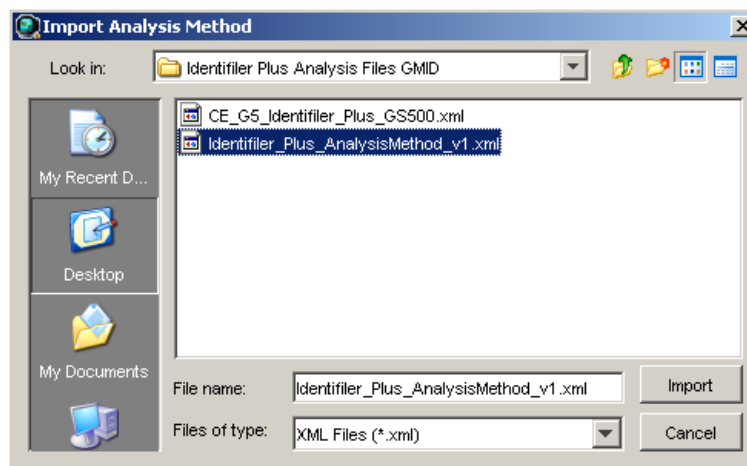 Import Analysis Method
Look in:
Identifiler Plus Analysis Files GMID
CE_G5_Identifiler_Plus_GS500.xml
Identifiler_Plus_AnalysisMethod_v1.xml
My Recent D...
Desktop
My Documents
File name:
Identifiler_Plus_AnalysisMethod_v1.xml
Import
Files of type:
XML Files (*.xml)
Cancel